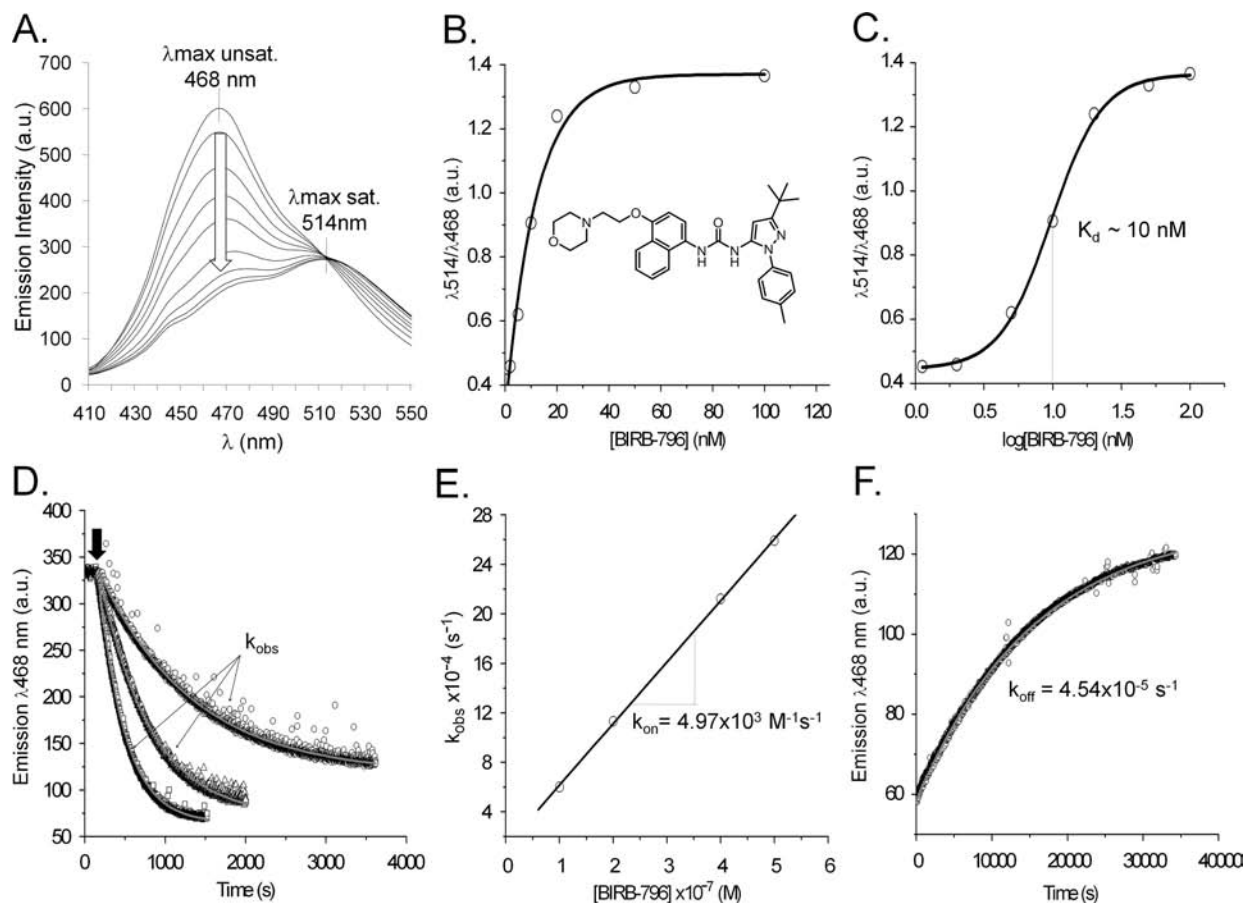 A.
λmax unsat.
468 nm
λmax sat.
514nm
700
600
500
400
300
200
100
0
Emission Intensity (a.u.)
410 430 450 470 490 510 530 550
λ (nm)
B.
1.4
1.2
1.0
0.8
0.6
0.4
λ514/λ468 (a.u.)
O
N
O
O
N
H
N
H
N
N
0 20 40 60 80 100 120
[BIRB-796] (nM)
C.
1.4
1.2
1.0
0.8
0.6
0.4
λ514/λ468 (a.u.)
Kd ~ 10 nM
0.0 0.5 1.0 1.5 2.0
log[BIRB-796] (nM)
D.
400
350
300
250
200
150
100
50
Emission λ468 nm (a.u.)
kobs
0 1000 2000 3000 4000
Time (s)
E.
28
24
20
16
12
8
4
kobs x10-4 (s-1)
kon= 4.97x10³ M-1s-1
0 1 2 3 4 5 6
[BIRB-796] x10-7 (M)
F.
120
100
80
60
Emission λ468 nm (a.u.)
koff = 4.54x10-5 s-1
0 10000 20000 30000 40000
Time (s)